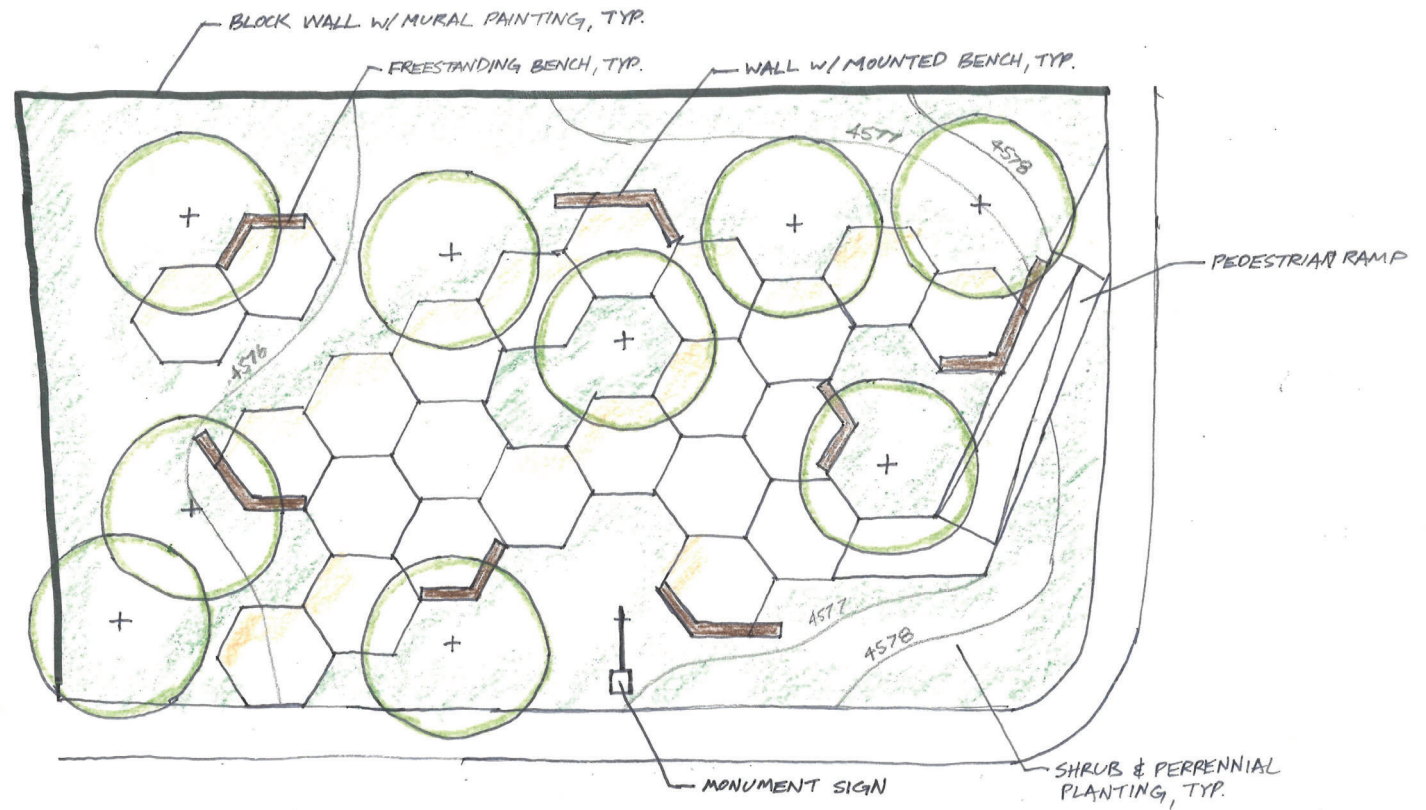 BLOCK WALL W/ MURAL PAINTING, TYP.
FREESTANDING BENCH, TYP.
WALL W/ MOUNTED BENCH, TYP.
4577
4578
PEDESTRIAN RAMP
4576
4577
4578
MONUMENT SIGN
SHRUB & PERRENNIAL
PLANTING, TYP.